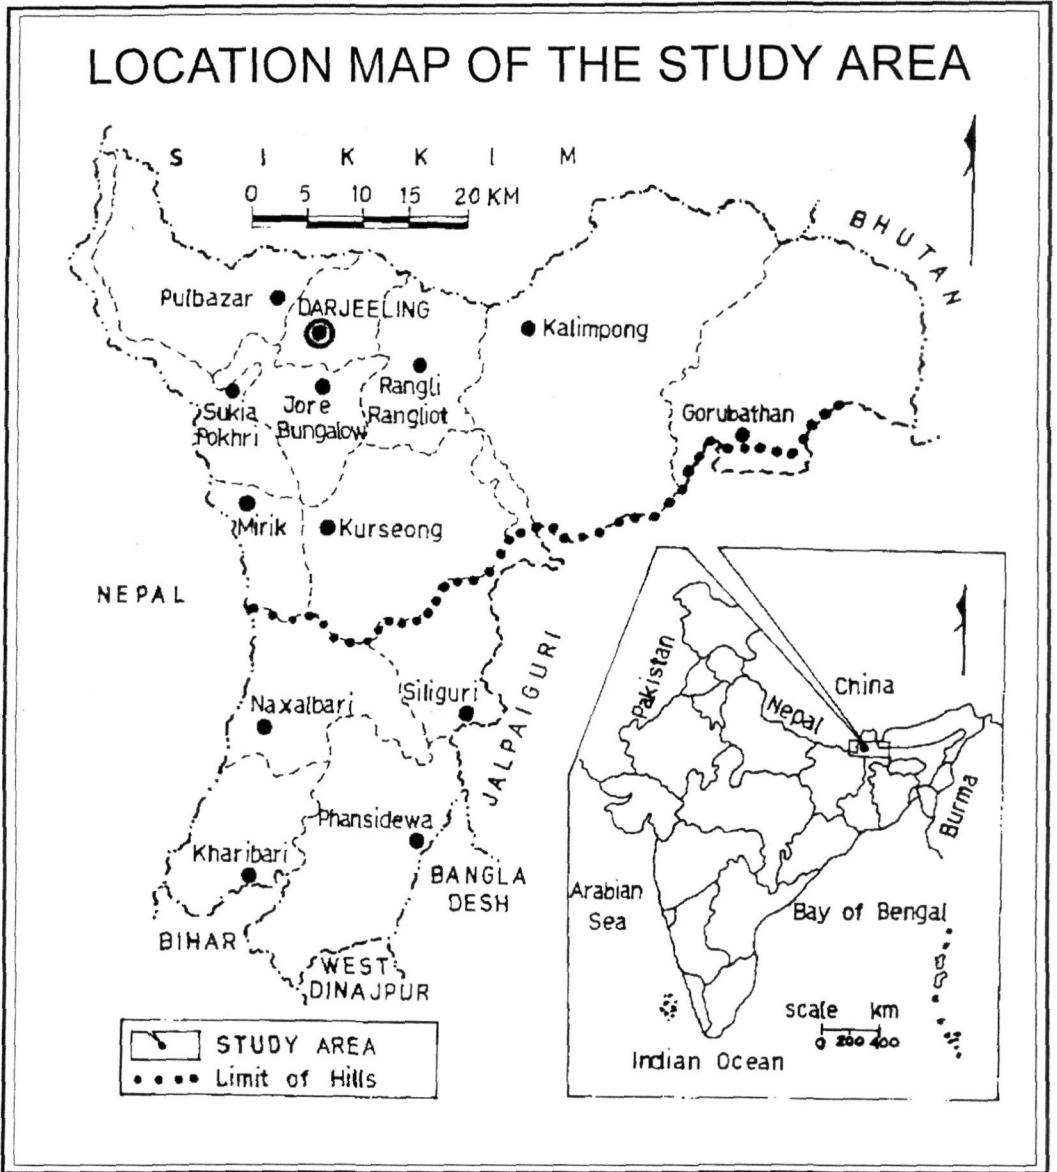 LOCATION MAP OF THE STUDY AREA
S I K K I M
0 5 10 15 20 KM
BHUTAN
Pulbazar
DARJEELING
Kalimpong
Rangli
Rangliot
Sukia
Pokhri
Jore
Bungalow
Gorubathan
Mirik
Kurseong
NEPAL
JALPAIGURI
Siliguri
Naxalbari
Phansidewa
Kharibari
BANGLA
DESH
BIHAR
WEST
DINAJPUR
STUDY AREA
Limit of Hills
Pakistan
China
Nepal
Burma
Arabian
Sea
Bay of Bengal
scale km
0 200 400
Indian Ocean